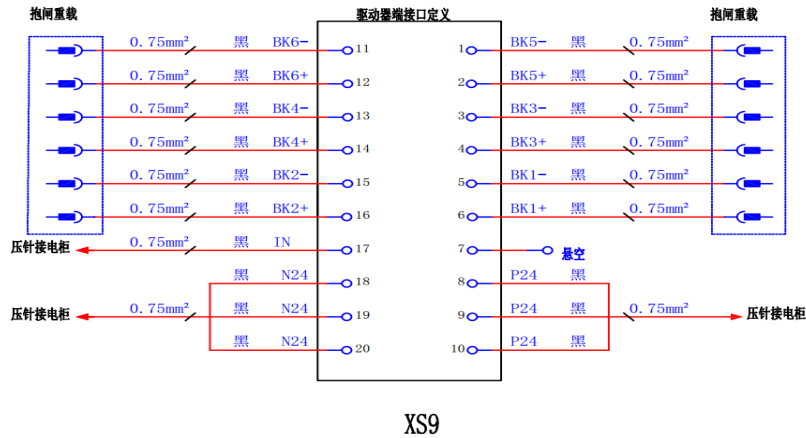 抱闸重载 驱动器端接口定义 抱闸重载
0.75mm² 黑 BK6- 11 1 BK5- 黑 0.75mm²
0.75mm² 黑 BK6+ 12 2 BK5+ 黑 0.75mm²
0.75mm² 黑 BK4- 13 3 BK3- 黑 0.75mm²
0.75mm² 黑 BK4+ 14 4 BK3+ 黑 0.75mm²
0.75mm² 黑 BK2- 15 5 BK1- 黑 0.75mm²
0.75mm² 黑 BK2+ 16 6 BK1+ 黑 0.75mm²
压针接电柜 0.75mm² 黑 IN 17 7 悬空
黑 N24 18 8 P24 黑
压针接电柜 0.75mm² 黑 N24 19 9 P24 黑 0.75mm² 压针接电柜
黑 N24 20 10 P24 黑
XS9